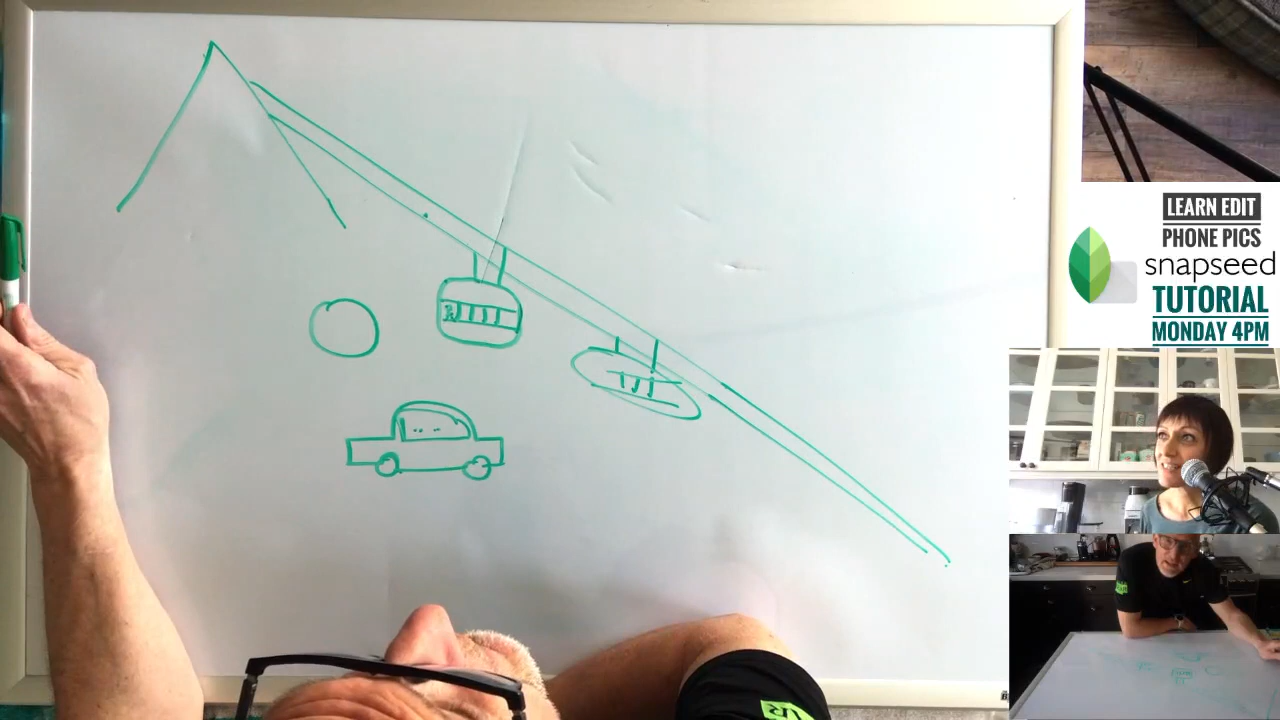 LEARN EDIT
PHONE PICS
snapseed
TUTORIAL
MONDAY 4PM